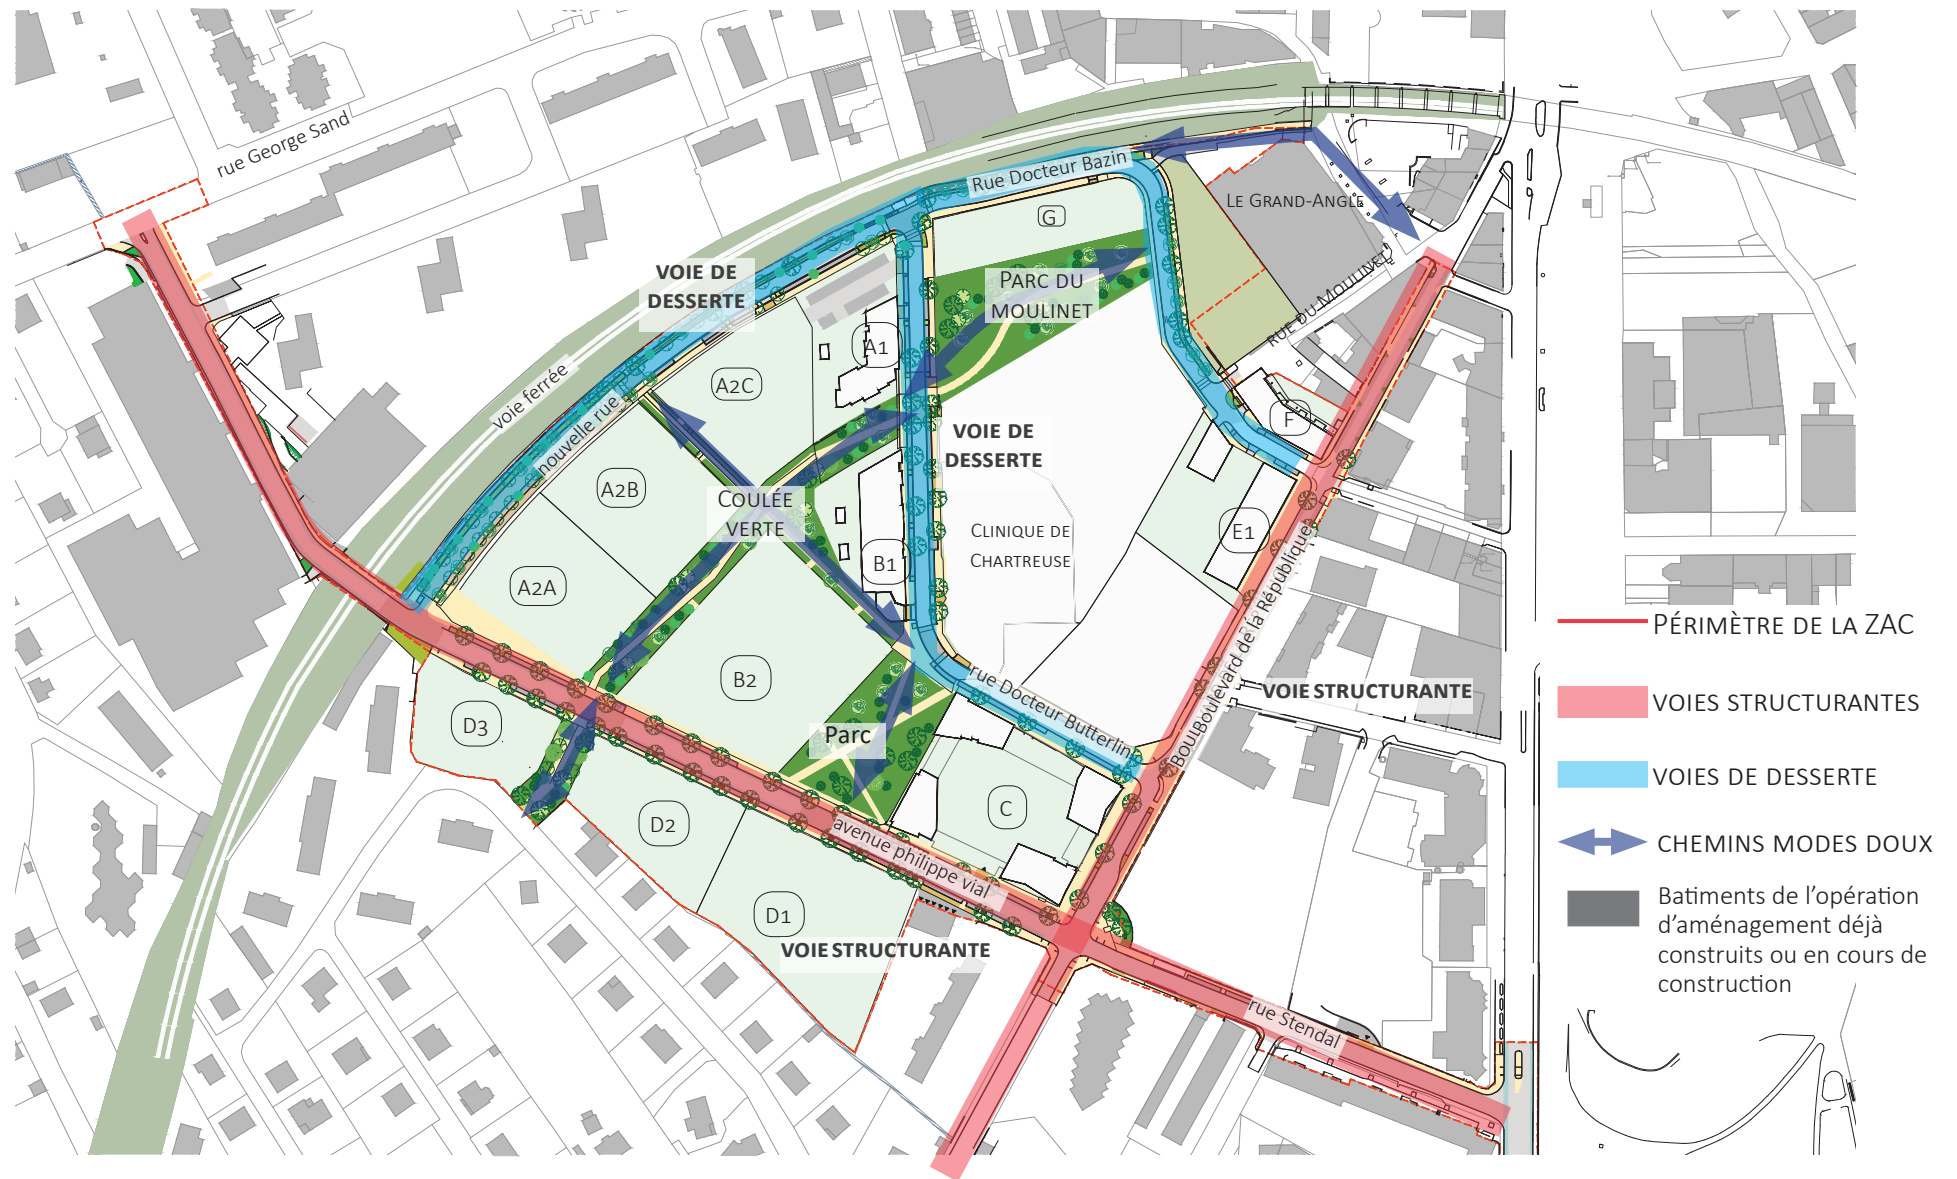 rue George Sand
Rue Docteur Bazin
LE GRAND-ANGLE
G
VOIE DE
DESSERTE
PARC DU
MOULINET
RUE DU MOULINET
A1
voie ferrée
A2C
nouvelle rue
F
VOIE DE
DESSERTE
A2B
COULÉE
VERTE
CLINIQUE DE
CHARTREUSE
E1
B1
A2A
BoulBoulevard de la République
B2
rue Docteur Butterlin
VOIE STRUCTURANTE
D3
Parc
C
D2
avenue philippe vial
D1
VOIE STRUCTURANTE
rue Stendal
PÉRIMÈTRE DE LA ZAC
VOIES STRUCTURANTES
VOIES DE DESSERTE
CHEMINS MODES DOUX
Batiments de l'opération
d'aménagement déjà
construits ou en cours de
construction